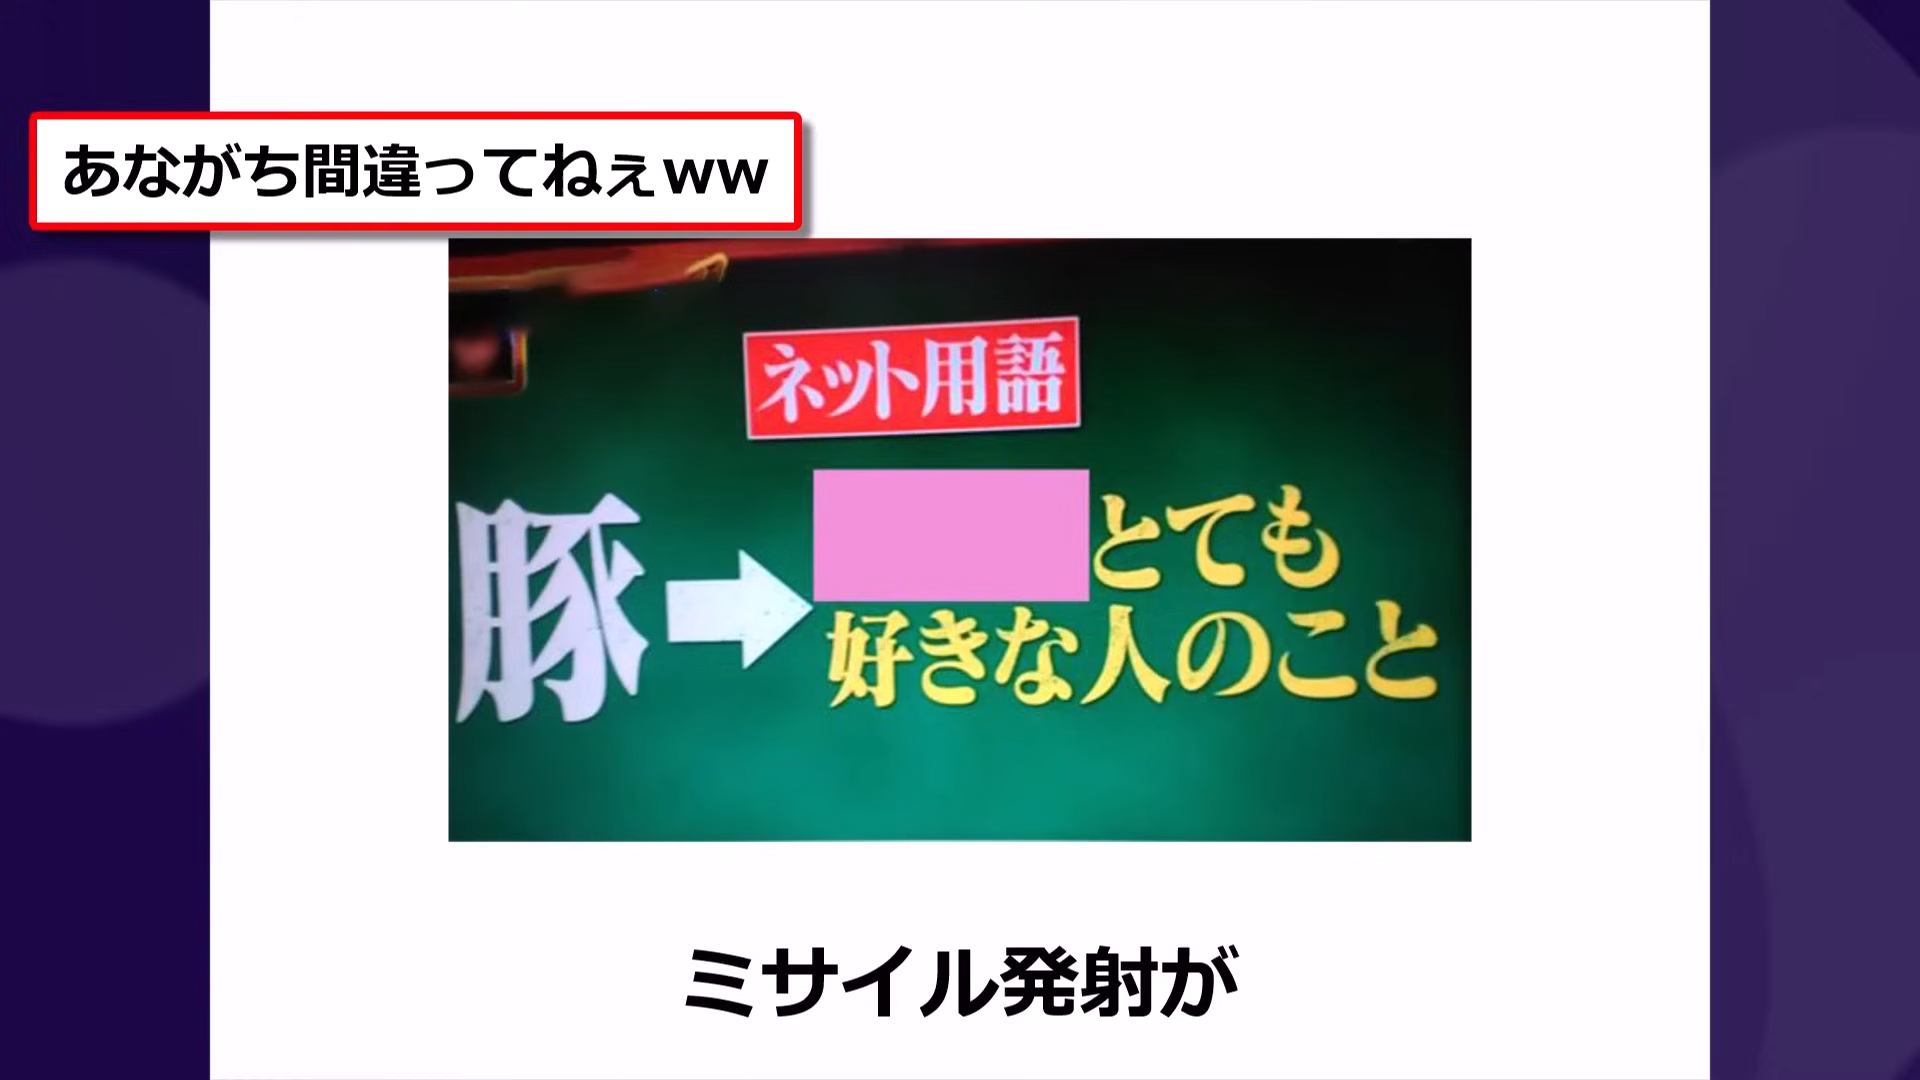 あながち間違ってねぇww
ネット用語
豚
とても
好きな人のこと
ミサイル発射が